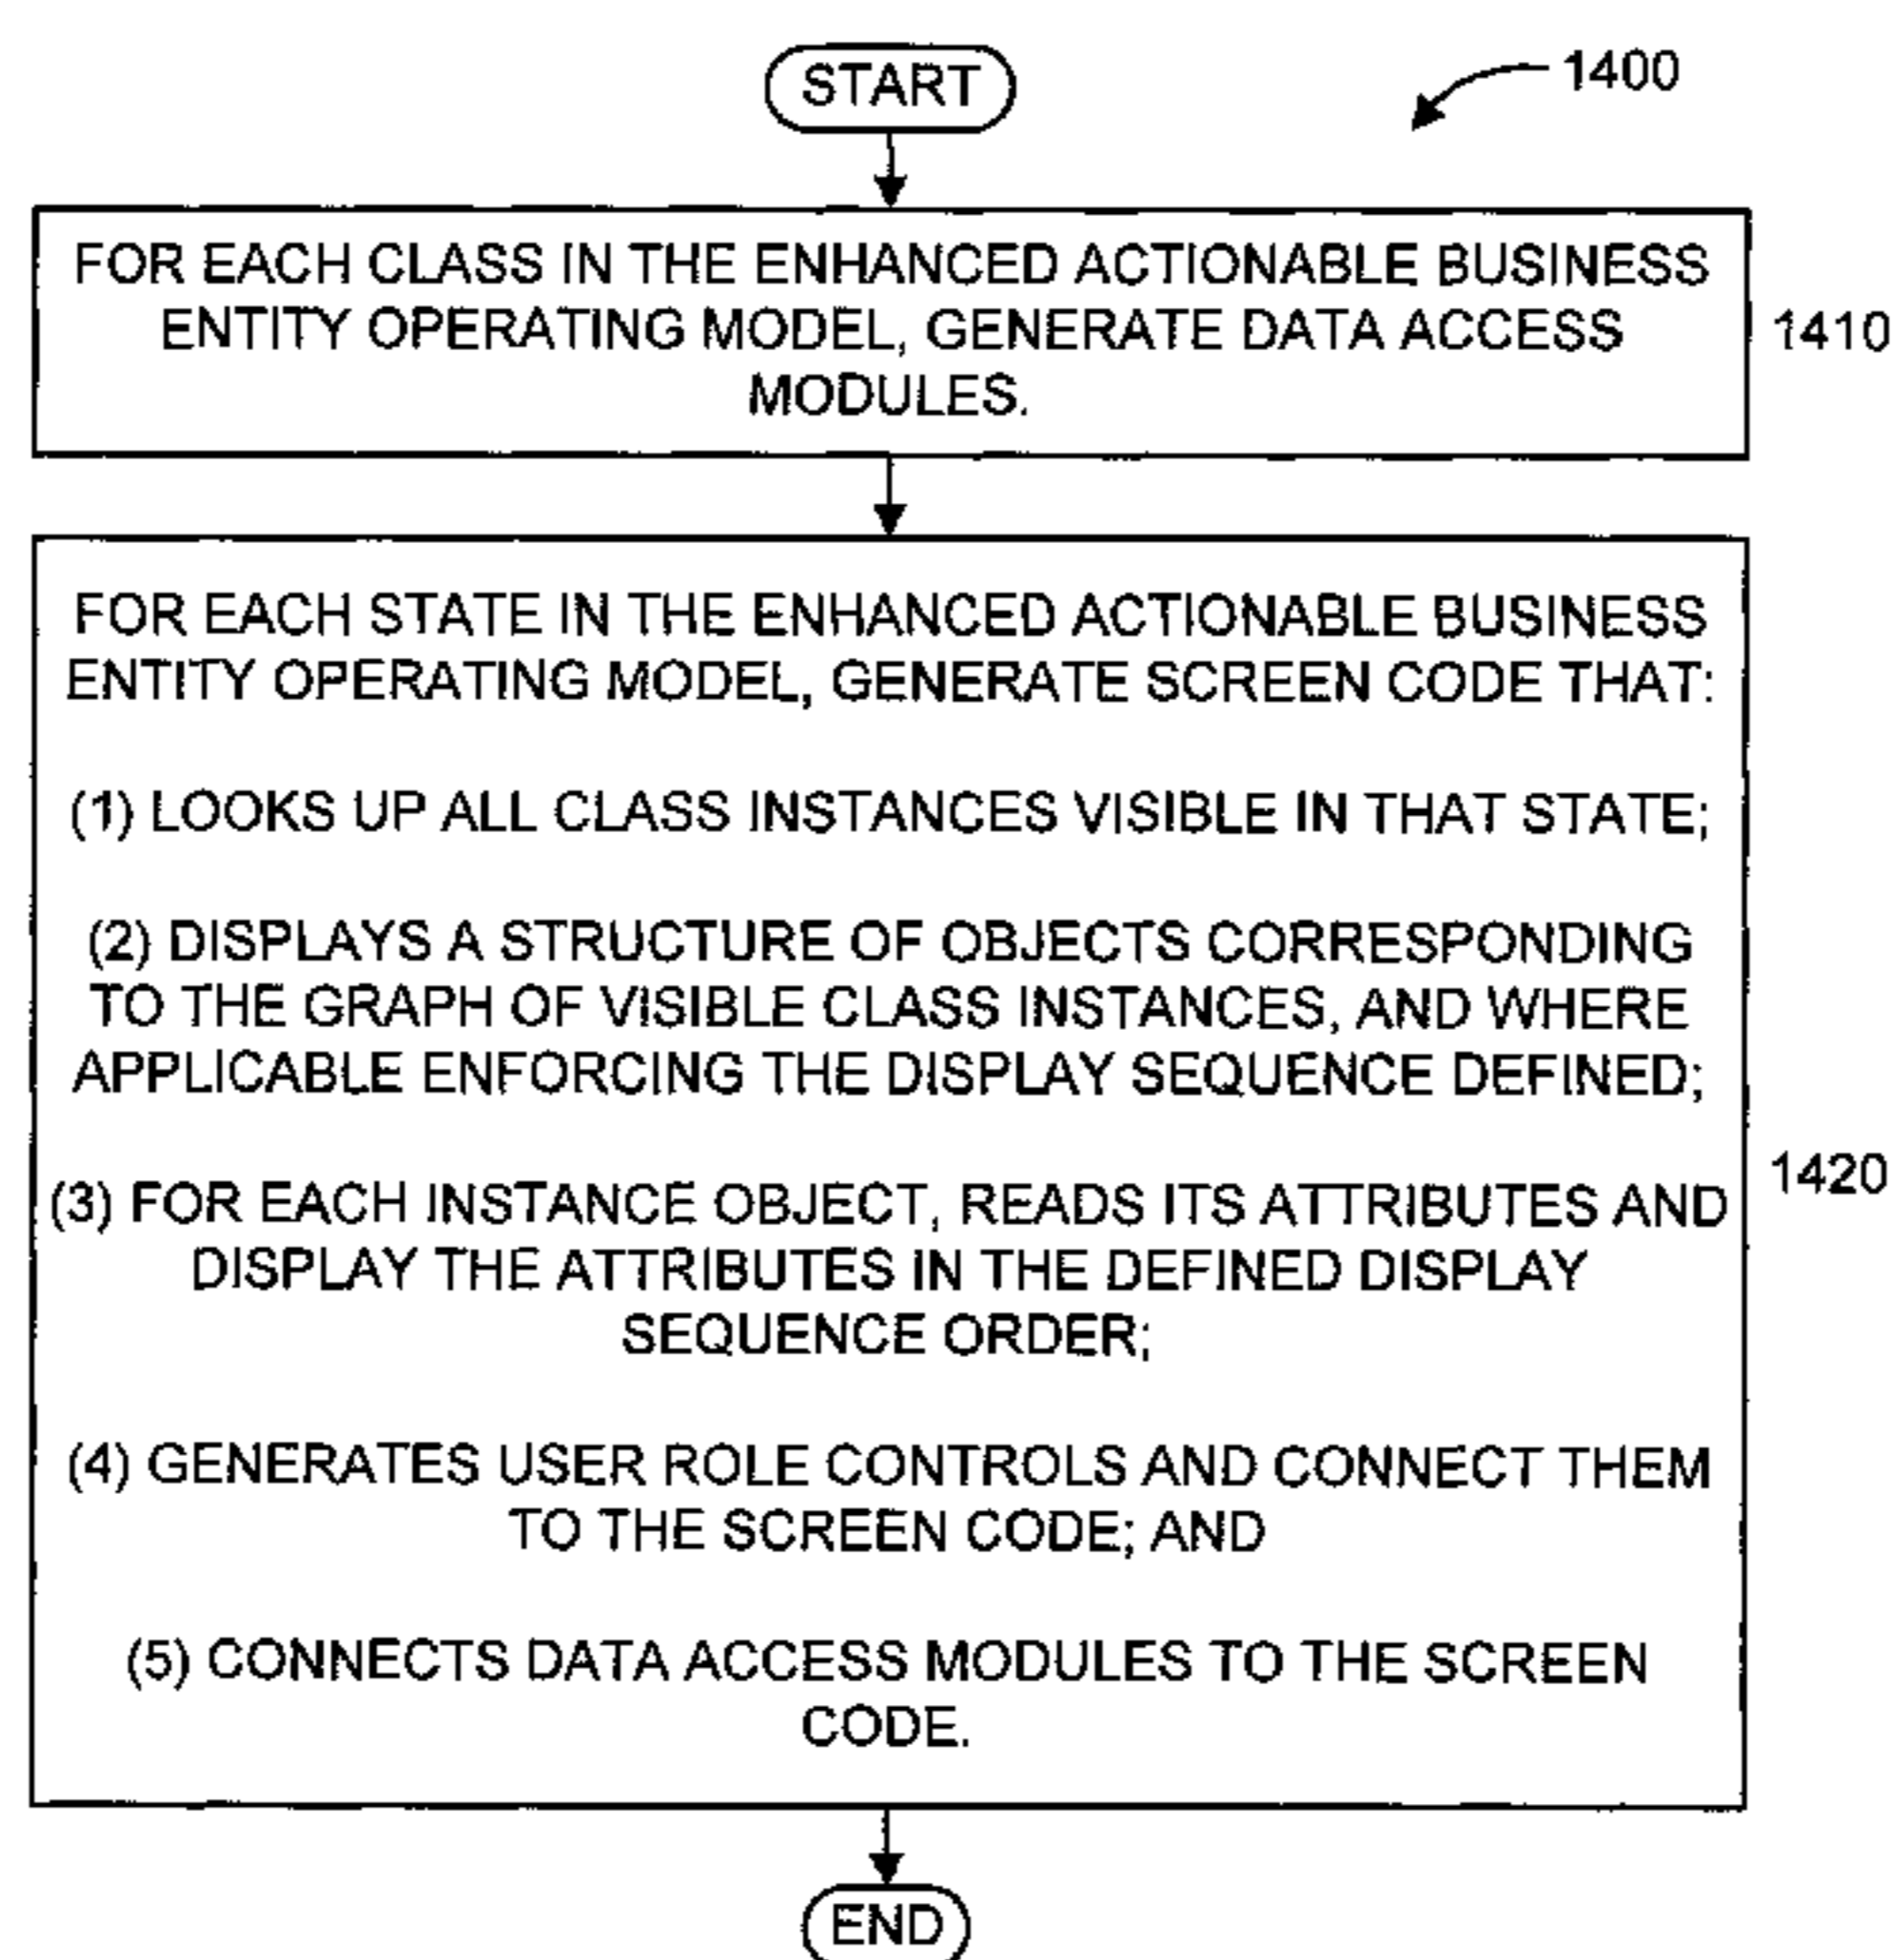 START
1400
FOR EACH CLASS IN THE ENHANCED ACTIONABLE BUSINESS
ENTITY OPERATING MODEL, GENERATE DATA ACCESS
MODULES.
1410
FOR EACH STATE IN THE ENHANCED ACTIONABLE BUSINESS
ENTITY OPERATING MODEL, GENERATE SCREEN CODE THAT:
(1) LOOKS UP ALL CLASS INSTANCES VISIBLE IN THAT STATE;
(2) DISPLAYS A STRUCTURE OF OBJECTS CORRESPONDING
TO THE GRAPH OF VISIBLE CLASS INSTANCES, AND WHERE
APPLICABLE ENFORCING THE DISPLAY SEQUENCE DEFINED;
(3) FOR EACH INSTANCE OBJECT, READS ITS ATTRIBUTES AND
DISPLAY THE ATTRIBUTES IN THE DEFINED DISPLAY
SEQUENCE ORDER;
(4) GENERATES USER ROLE CONTROLS AND CONNECT THEM
TO THE SCREEN CODE; AND
(5) CONNECTS DATA ACCESS MODULES TO THE SCREEN
CODE.
1420
END